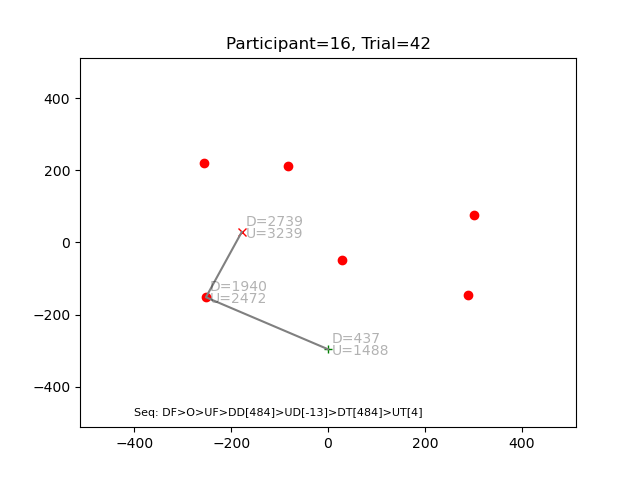 Participant=16, Trial=42
400
200
0
−200
−400
D=2739
U=3239
D=1940
U=2472
D=437
U=1488
Seq: DF>O>UF>DD[484]>UD[-13]>DT[484]>UT[4]
−400
−200
0
200
400